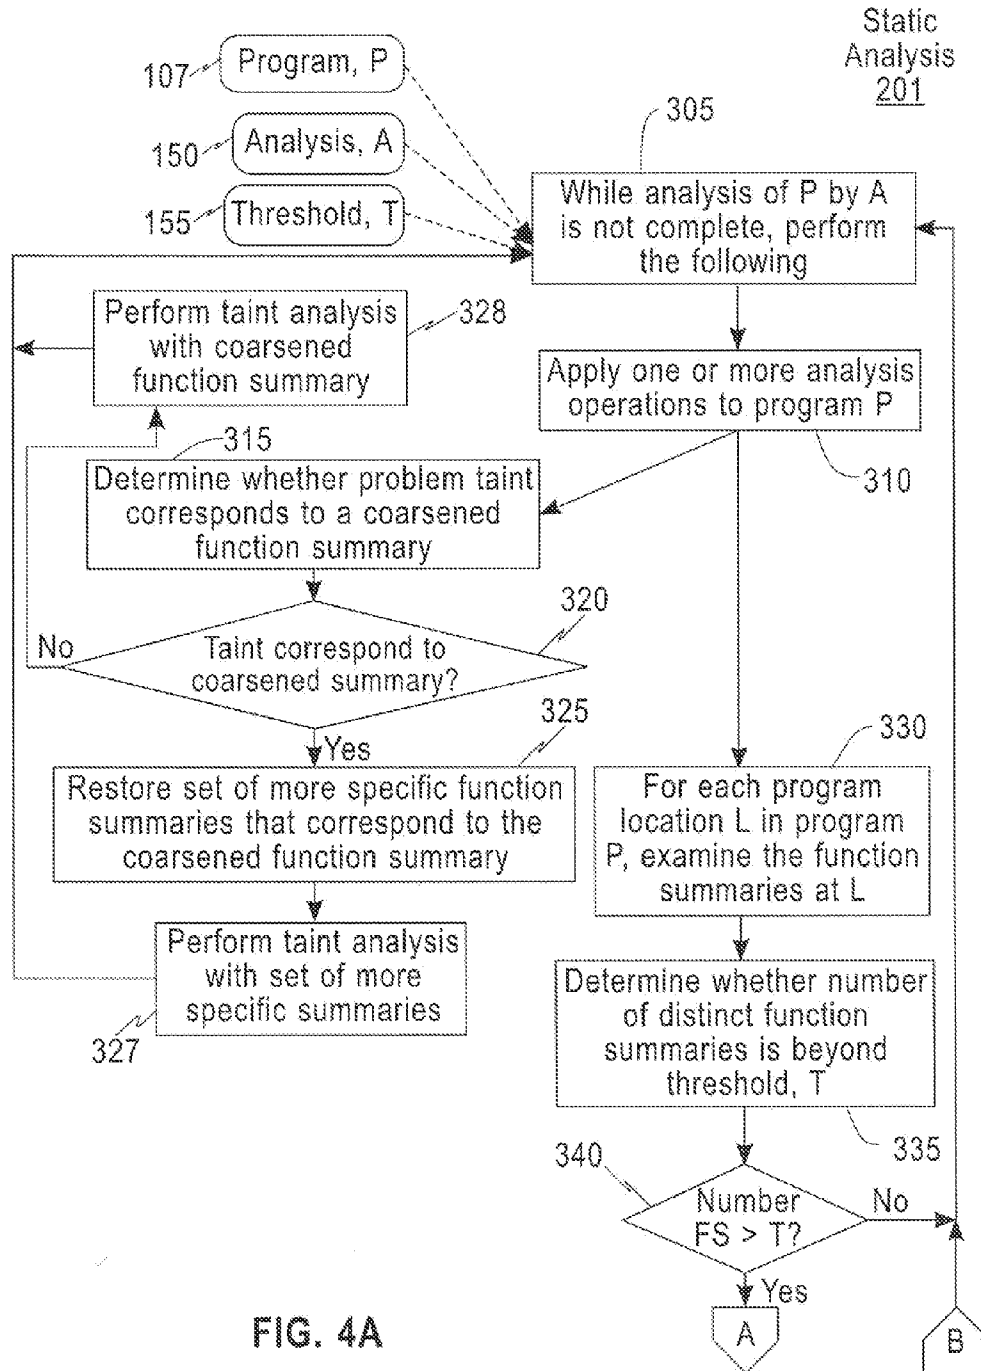 Static
Analysis
201
107
Program, P
150
Analysis, A
155
Threshold, T
305
While analysis of P by A
is not complete, perform
the following
Perform taint analysis
with coarsened
function summary
328
Apply one or more analysis
operations to program P
310
315
Determine whether problem taint
corresponds to a coarsened
function summary
320
No
Taint correspond to
coarsened summary?
Yes
325
Restore set of more specific function
summaries that correspond to the
coarsened function summary
Perform taint analysis
with set of more
specific summaries
327
330
For each program
location L in program
P, examine the function
summaries at L
Determine whether number
of distinct function
summaries is beyond
threshold, T
335
340
Number
FS > T?
No
Yes
A
B
FIG. 4A